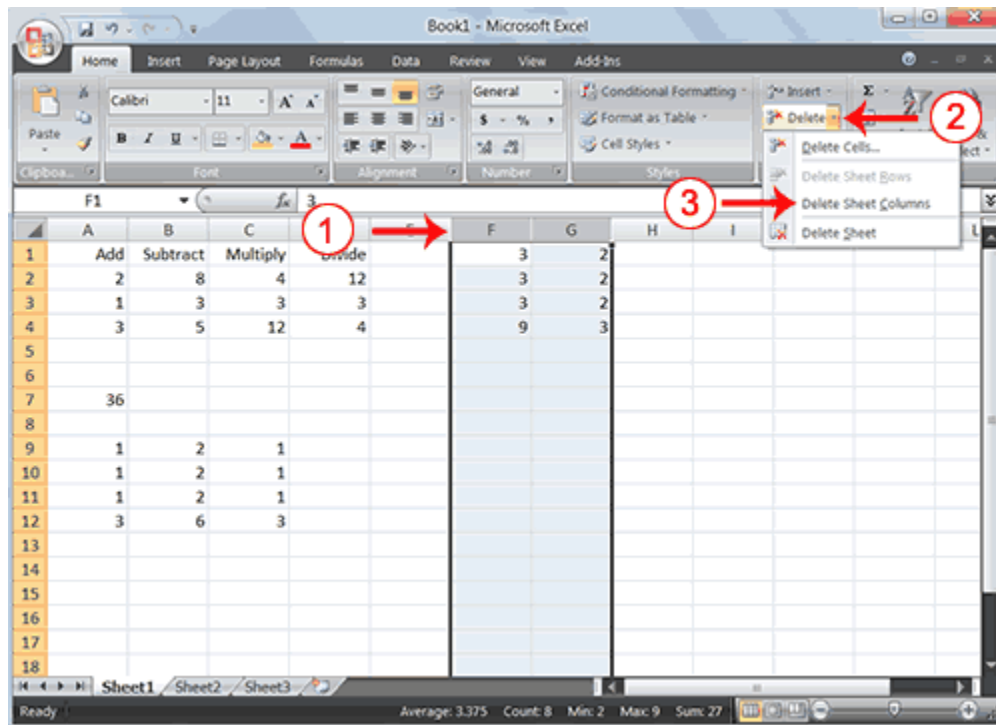 Book1 - Microsoft Excel
Home Insert Page Layout Formulas Data Review View Add-Ins
Paste
Calibri 11 A A
B I U A
General
$ - % ,
Conditional Formatting
Format as Table
Cell Styles
Insert
Delete
Σ
2
Clipboa... Font Alignment Number Styles
Delete Cells...
Delete Sheet Rows
3 Delete Sheet Columns
Delete Sheet
F1 fx 3
1
A B C F G H I L
1 Add Subtract Multiply Divide 3 2
2 2 8 4 12 3 2
3 1 3 3 3 3 2
4 3 5 12 4 9 3
5
6
7 36
8
9 1 2 1
10 1 2 1
11 1 2 1
12 3 6 3
13
14
15
16
17
18
Sheet1 Sheet2 Sheet3
Ready Average: 3.375 Count: 8 Min: 2 Max: 9 Sum: 27